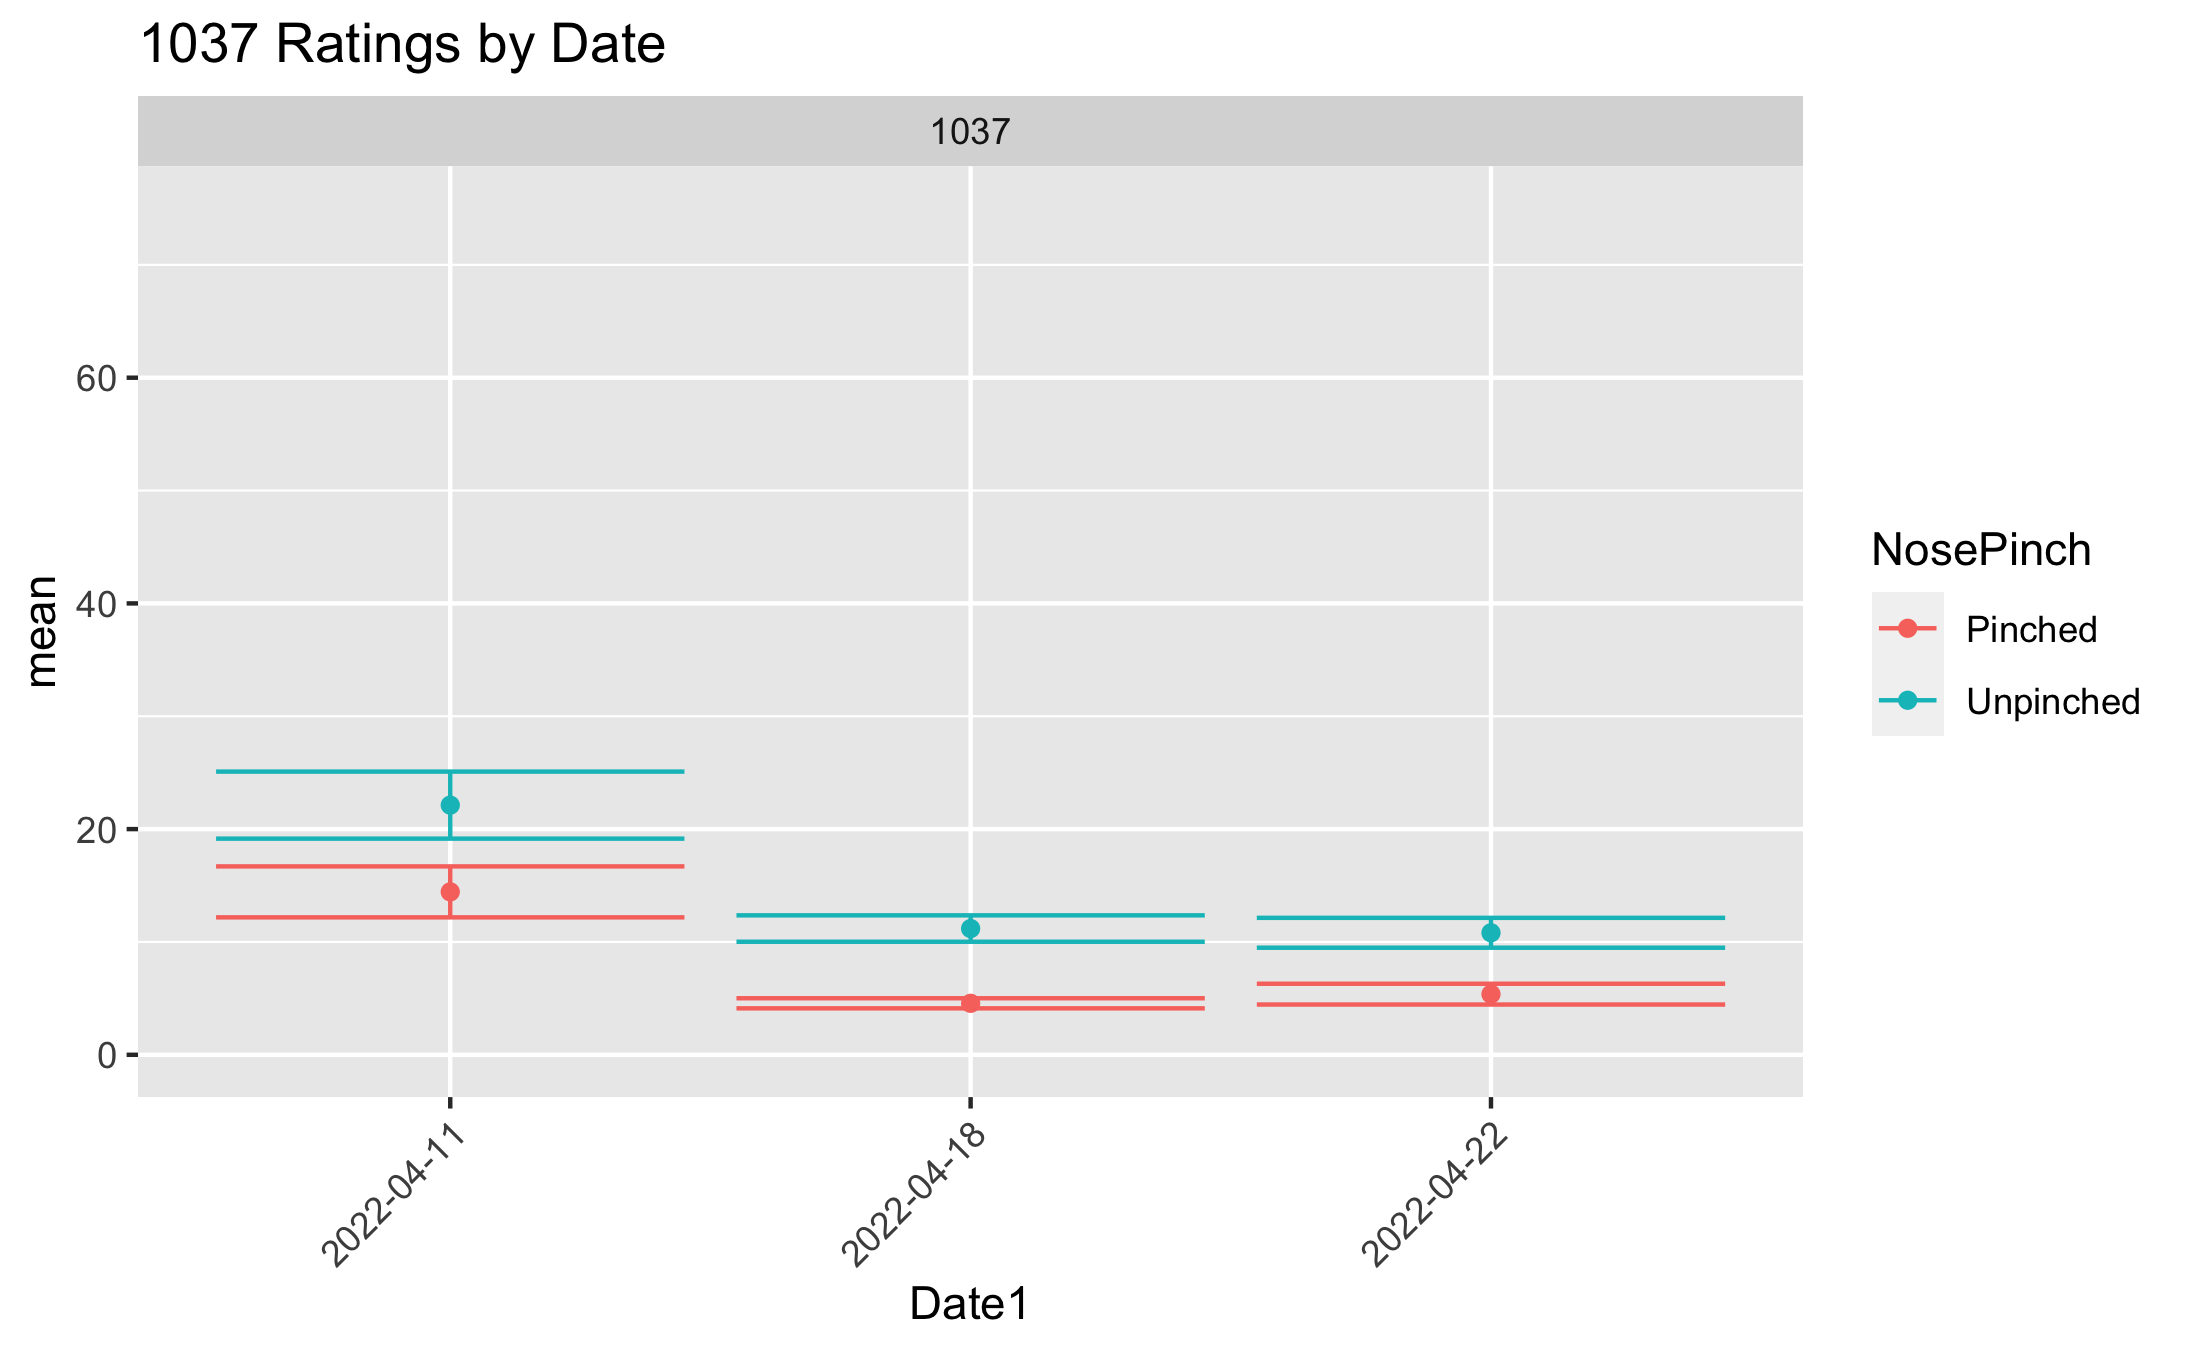 1037 Ratings by Date
1037
60
40
20
0
mean
2022-04-11
2022-04-18
2022-04-22
Date1
NosePinch
Pinched
Unpinched